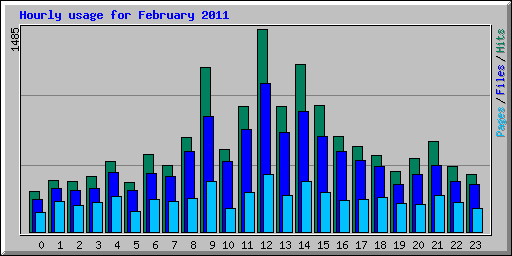 Hourly usage for February 2011
1485
Pages / Files / Hits
0 1 2 3 4 5 6 7 8 9 10 11 12 13 14 15 16 17 18 19 20 21 22 23